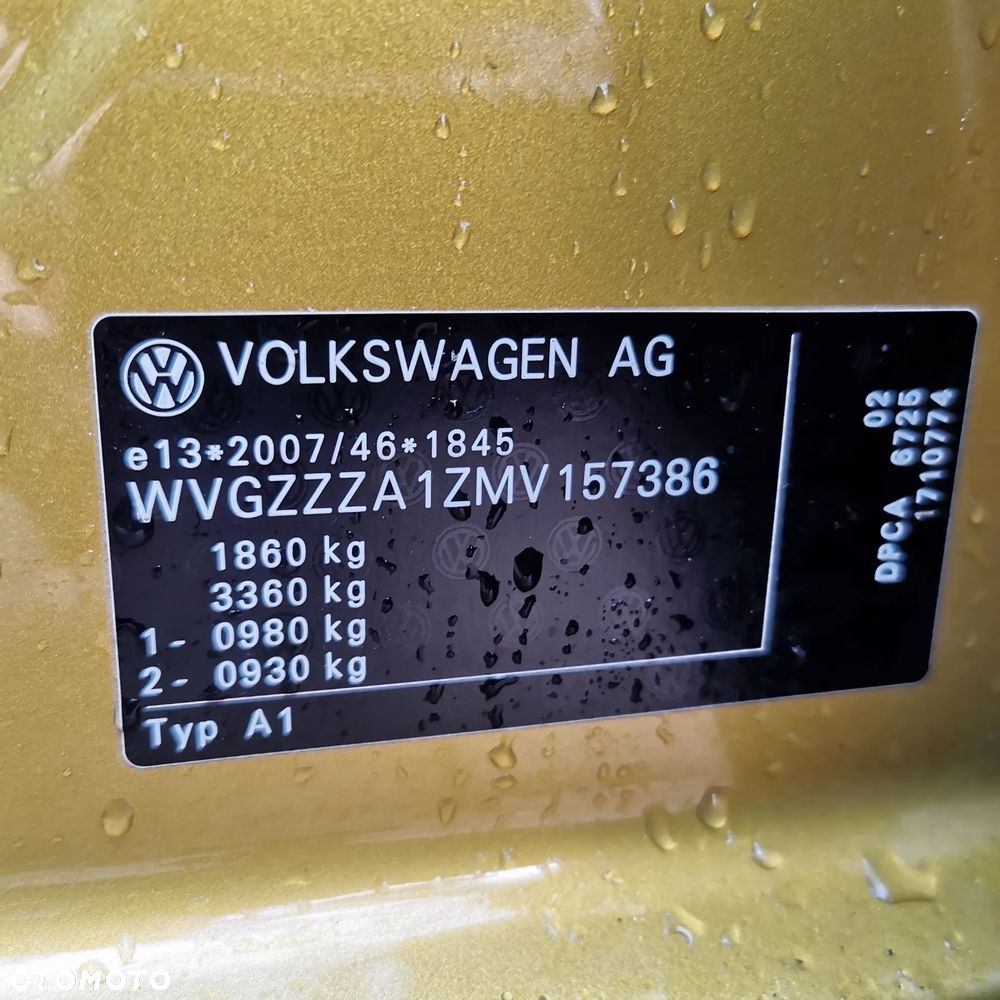 VOLKSWAGEN AG
e13*2007/46*1845
WVGZZZA1ZMV157386
1860 kg
3360 kg
1- 0980 kg
2- 0930 kg
Typ A1
DPCA 6725 02
1710774
OTOMOTO